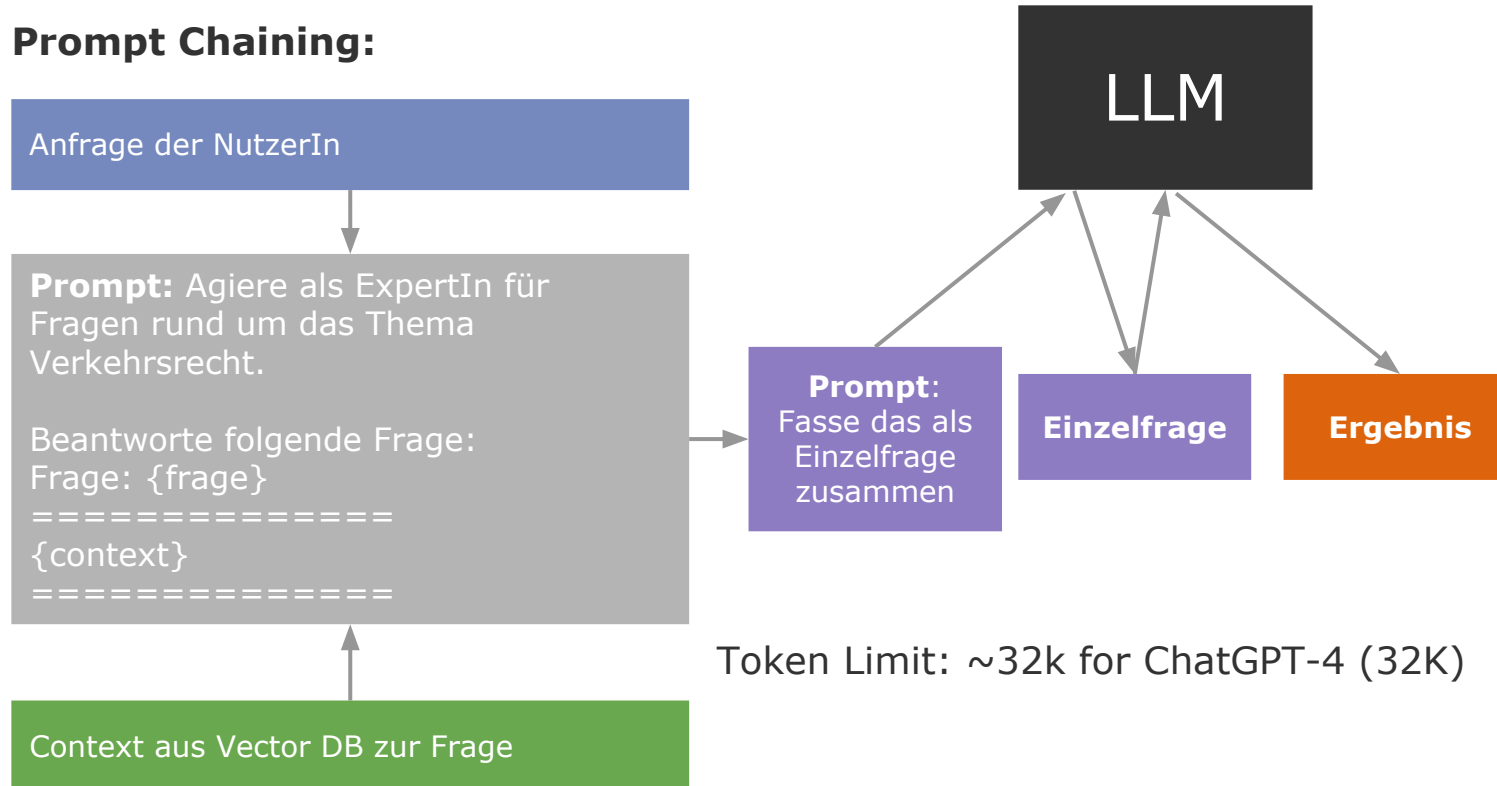 Prompt Chaining:
Anfrage der NutzerIn
Prompt: Agiere als ExpertIn für
Fragen rund um das Thema
Verkehrsrecht.
Beantworte folgende Frage:
Frage: {frage}
==============
{context}
==============
Context aus Vector DB zur Frage
LLM
Prompt:
Fasse das als
Einzelfrage
zusammen
Einzelfrage
Ergebnis
Token Limit: ~32k for ChatGPT-4 (32K)